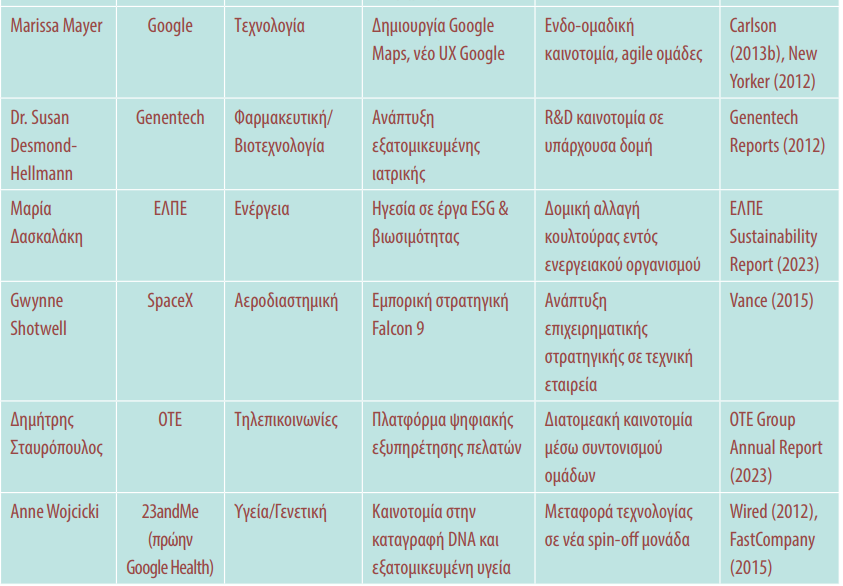 Marissa Mayer
Google
Τεχνολογία
Δημιουργία Google
Maps, νέο UX Google
Ενδο-ομαδική
καινοτομία, agile ομάδες
Carlson
(2013b), New
Yorker (2012)
Dr. Susan
Desmond-
Hellmann
Genentech
Φαρμακευτική/
Βιοτεχνολογία
Ανάπτυξη
εξατομικευμένης
ιατρικής
R&D καινοτομία σε
υπάρχουσα δομή
Genentech
Reports (2012)
Μαρία
Δασκαλάκη
ΕΛΠΕ
Ενέργεια
Ηγεσία σε έργα ESG &
βιωσιμότητας
Δομική αλλαγή
κουλτούρας εντός
ενεργειακού οργανισμού
ΕΛΠΕ
Sustainability
Report (2023)
Gwynne
Shotwell
SpaceX
Αεροδιαστημική
Εμπορική στρατηγική
Falcon 9
Ανάπτυξη
επιχειρηματικής
στρατηγικής σε τεχνική
εταιρεία
Vance (2015)
Δημήτρης
Σταυρόπουλος
ΟΤΕ
Τηλεπικοινωνίες
Πλατφόρμα ψηφιακής
εξυπηρέτησης πελατών
Διατομεακή καινοτομία
μέσω συντονισμού
ομάδων
OTE Group
Annual Report
(2023)
Anne Wojcicki
23andMe
(πρώην
Google Health)
Υγεία/Γενετική
Καινοτομία στην
καταγραφή DNA και
εξατομικευμένη υγεία
Μεταφορά τεχνολογίας
σε νέα spin-off μονάδα
Wired (2012),
FastCompany
(2015)